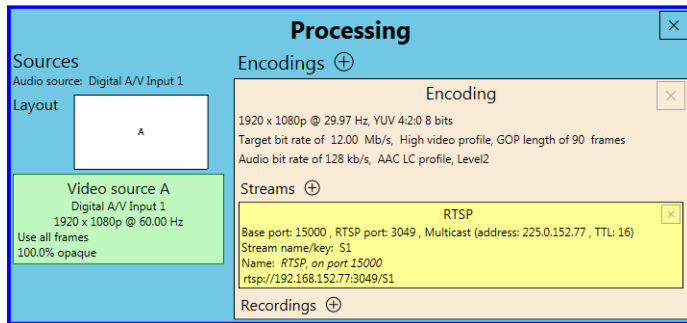 Processing
Sources
Audio source: Digital A/V Input 1
Layout
A
Video source A
Digital A/V Input 1
1920 x 1080p @ 60.00 Hz
Use all frames
100.0% opaque
Encodings
Encoding
1920 x 1080p @ 29.97 Hz, YUV 4:2:0 8 bits
Target bit rate of 12.00 Mb/s, High video profile, GOP length of 90 frames
Audio bit rate of 128 kb/s, AAC LC profile, Level2
Streams
RTSP
Base port: 15000 , RTSP port: 3049 , Multicast (address: 225.0.152.77 , TTL: 16)
Stream name/key: S1
Name: RTSP, on port 15000
rtsp://192.168.152.77:3049/S1
Recordings